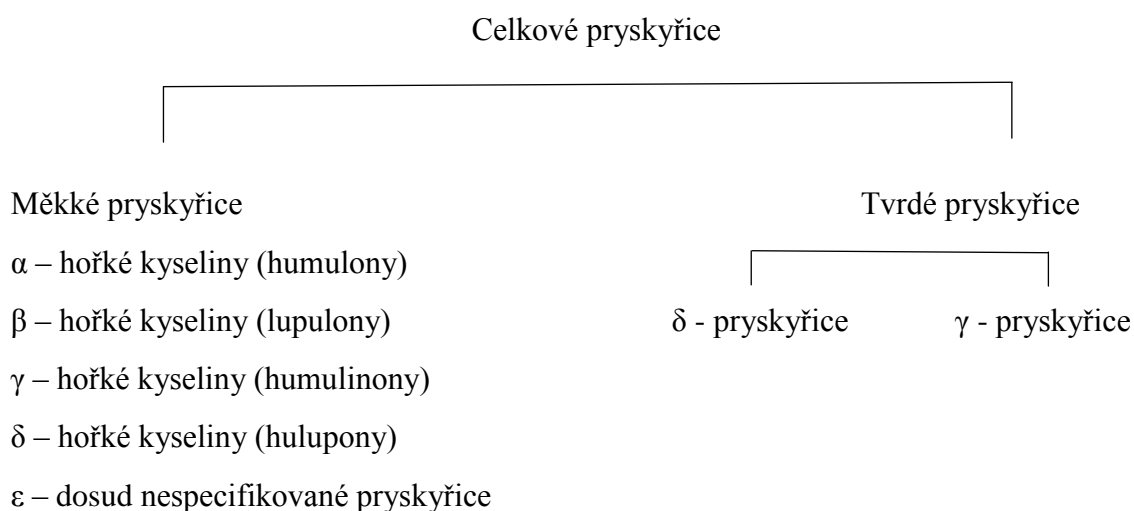 Celkové pryskyřice
Měkké pryskyřice
Tvrdé pryskyřice
α – hořké kyseliny (humulony)
β – hořké kyseliny (lupulony)
δ - pryskyřice
γ - pryskyřice
γ – hořké kyseliny (humulinony)
δ – hořké kyseliny (hulupony)
ε – dosud nespecifikované pryskyřice